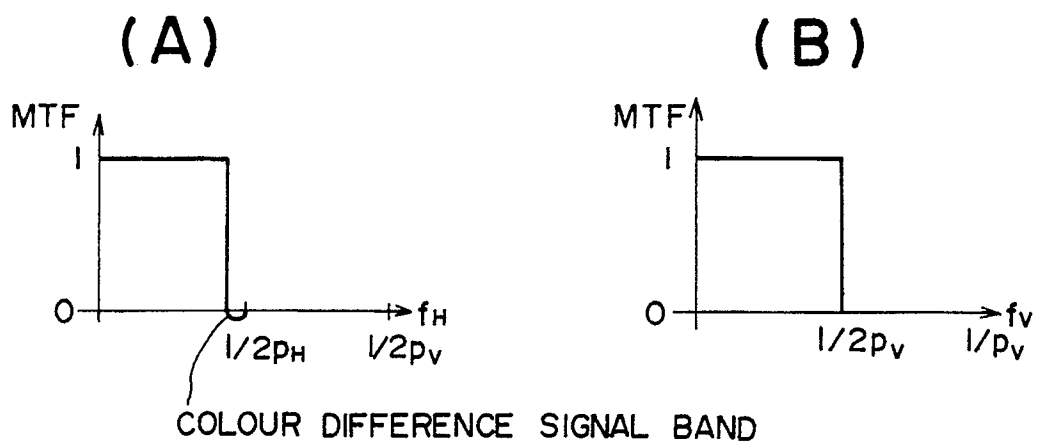 (A)
(B)
MTF
1
0
fH
1/2pH
1/2pV
COLOUR DIFFERENCE SIGNAL BAND
MTF
1
0
fV
1/2pV
1/pV